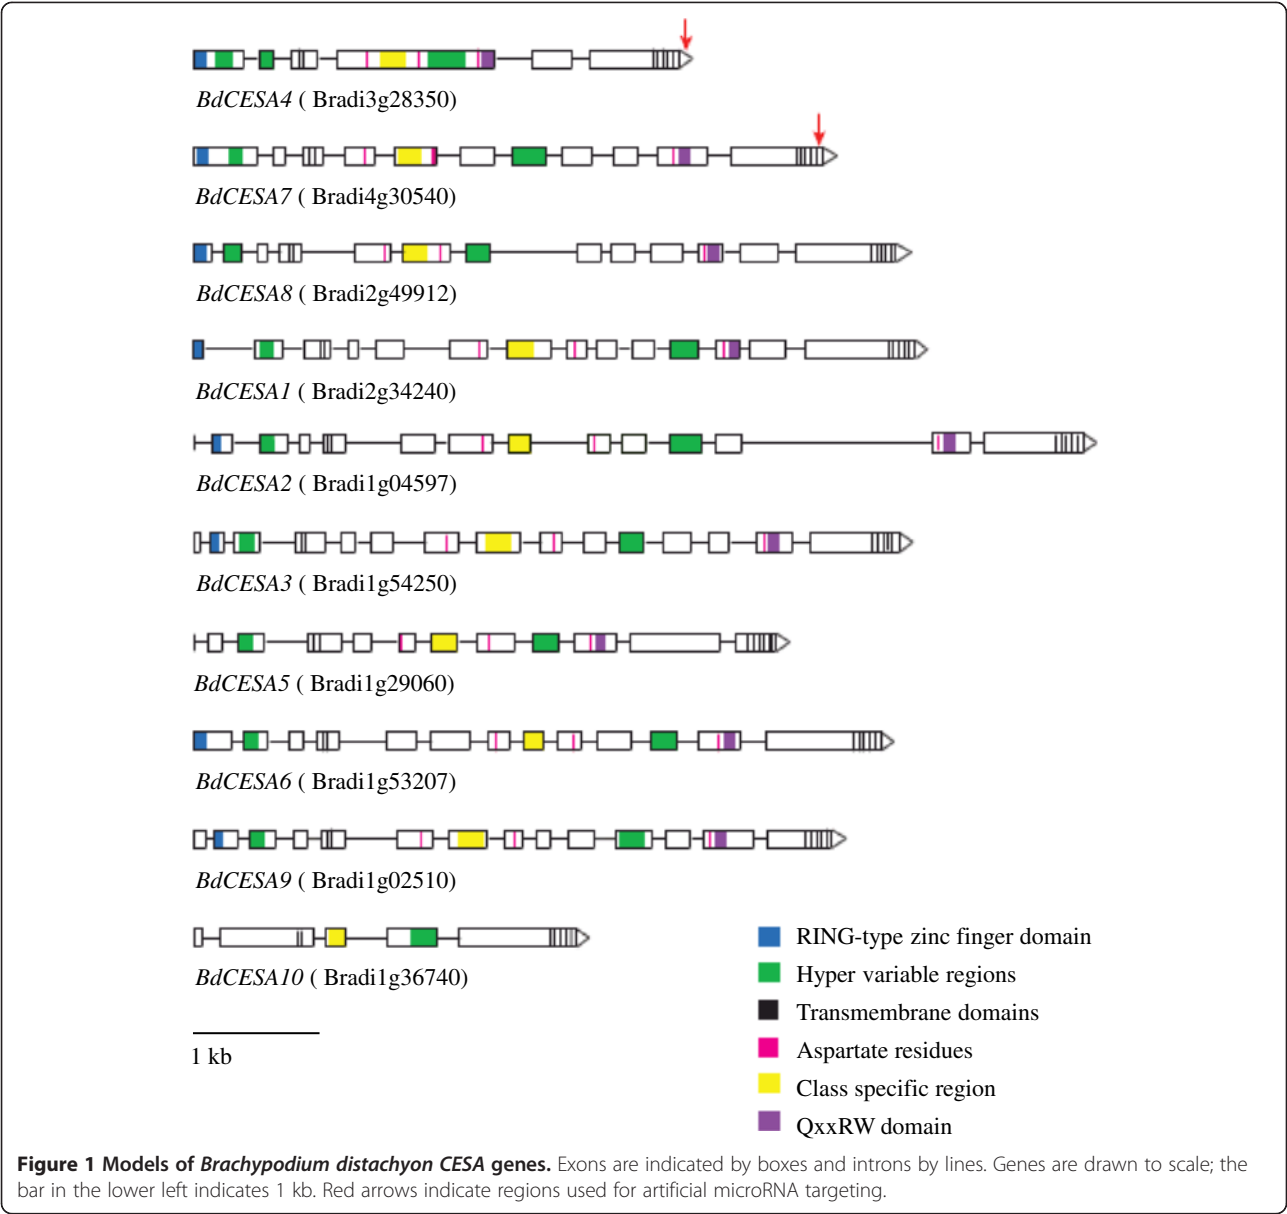 BdCESA4 ( Bradi3g28350)
BdCESA7 ( Bradi4g30540)
BdCESA8 ( Bradi2g49912)
BdCESA1 ( Bradi2g34240)
BdCESA2 ( Bradi1g04597)
BdCESA3 ( Bradi1g54250)
BdCESA5 ( Bradi1g29060)
BdCESA6 ( Bradi1g53207)
BdCESA9 ( Bradi1g02510)
BdCESA10 ( Bradi1g36740)
1 kb
RING-type zinc finger domain
Hyper variable regions
Transmembrane domains
Aspartate residues
Class specific region
QxxRW domain
Figure 1 Models of Brachypodium distachyon CESA genes. Exons are indicated by boxes and introns by lines. Genes are drawn to scale; the
bar in the lower left indicates 1 kb. Red arrows indicate regions used for artificial microRNA targeting.